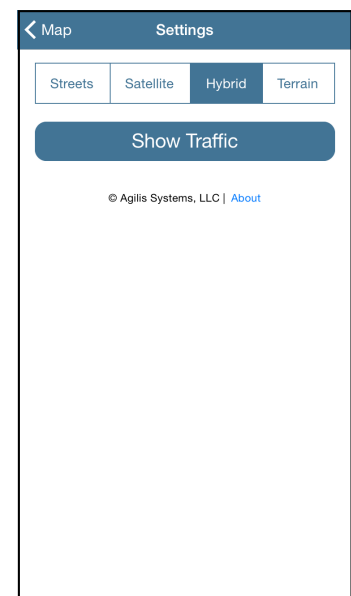 Map Settings
Streets Satellite Hybrid Terrain
Show Traffic
© Agilis Systems, LLC | About